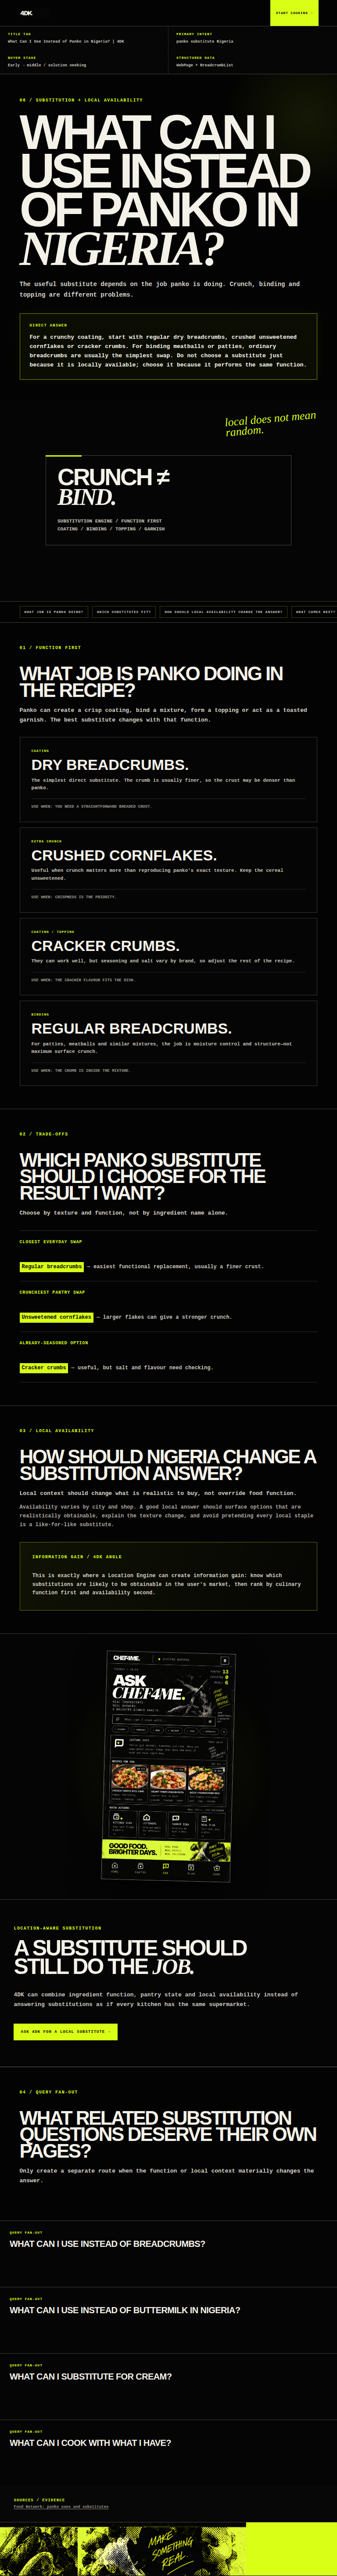 4DK.
START COOKING
TITLE TAG
What Can I Use Instead of Panko in Nigeria? | 4DK
PRIMARY INTENT
panko substitute Nigeria
BUYER STAGE
Early → middle / solution seeking
STRUCTURED DATA
WebPage + BreadcrumbList
08 / SUBSTITUTION + LOCAL AVAILABILITY
WHAT CAN I
USE INSTEAD
OF PANKO IN
NIGERIA?
The useful substitute depends on the job panko is doing. Crunch, binding and
topping are different problems.
DIRECT ANSWER
For a crunchy coating, start with regular dry breadcrumbs, crushed unsweetened
cornflakes or cracker crumbs. For binding meatballs or patties, ordinary
breadcrumbs are usually the simplest swap. Do not choose a substitute just
because it is locally available; choose it because it performs the same function.
local does not mean
random.
CRUNCH ≠
BIND.
SUBSTITUTION ENGINE / FUNCTION FIRST
COATING / BINDING / TOPPING / GARNISH
WHAT JOB IS PANKO DOING?
WHICH SUBSTITUTES FIT?
HOW SHOULD LOCAL AVAILABILITY CHANGE THE ANSWER?
WHAT COMES NEXT?
01 / FUNCTION FIRST
WHAT JOB IS PANKO DOING IN
THE RECIPE?
Panko can create a crisp coating, bind a mixture, form a topping or act as a toasted
garnish. The best substitute changes with that function.
COATING
DRY BREADCRUMBS.
The simplest direct substitute. The crumb is usually finer, so the crust may be denser than
panko.
USE WHEN: YOU NEED A STRAIGHTFORWARD BREADED CRUST.
EXTRA CRUNCH
CRUSHED CORNFLAKES.
Useful when crunch matters more than reproducing panko's exact texture. Keep the cereal
unsweetened.
USE WHEN: CRISPNESS IS THE PRIORITY.
COATING / TOPPING
CRACKER CRUMBS.
They can work well, but seasoning and salt vary by brand, so adjust the rest of the recipe.
USE WHEN: THE CRACKER FLAVOUR FITS THE DISH.
BINDING
REGULAR BREADCRUMBS.
For patties, meatballs and similar mixtures, the job is moisture control and structure—not
maximum surface crunch.
USE WHEN: THE CRUMB IS INSIDE THE MIXTURE.
02 / TRADE-OFFS
WHICH PANKO SUBSTITUTE
SHOULD I CHOOSE FOR THE
RESULT I WANT?
Choose by texture and function, not by ingredient name alone.
CLOSEST EVERYDAY SWAP
Regular breadcrumbs — easiest functional replacement, usually a finer crust.
CRUNCHIEST PANTRY SWAP
Unsweetened cornflakes — larger flakes can give a stronger crunch.
ALREADY-SEASONED OPTION
Cracker crumbs — useful, but salt and flavour need checking.
03 / LOCAL AVAILABILITY
HOW SHOULD NIGERIA CHANGE A
SUBSTITUTION ANSWER?
Local context should change what is realistic to buy, not override food function.
Availability varies by city and shop. A good local answer should surface options that are
realistically obtainable, explain the texture change, and avoid pretending every local staple
is a like-for-like substitute.
INFORMATION GAIN / 4DK ANGLE
This is exactly where a Location Engine can create information gain: know which
substitutions are likely to be obtainable in the user's market, then rank by culinary
function first and availability second.
CHEF4ME.
ASK
CHEF4ME.
GOOD FOOD.
BRIGHTER DAYS.
LOCATION-AWARE SUBSTITUTION
A SUBSTITUTE SHOULD
STILL DO THE JOB.
4DK can combine ingredient function, pantry state and local availability instead of
answering substitutions as if every kitchen has the same supermarket.
ASK 4DK FOR A LOCAL SUBSTITUTE →
04 / QUERY FAN-OUT
WHAT RELATED SUBSTITUTION
QUESTIONS DESERVE THEIR OWN
PAGES?
Only create a separate route when the function or local context materially changes the
answer.
QUERY FAN-OUT
WHAT CAN I USE INSTEAD OF BREADCRUMBS?
QUERY FAN-OUT
WHAT CAN I USE INSTEAD OF BUTTERMILK IN NIGERIA?
QUERY FAN-OUT
WHAT CAN I SUBSTITUTE FOR CREAM?
QUERY FAN-OUT
WHAT CAN I COOK WITH WHAT I HAVE?
SOURCES / EVIDENCE
Food Network: panko uses and substitutes
MAKE
SOMETHING
REAL.